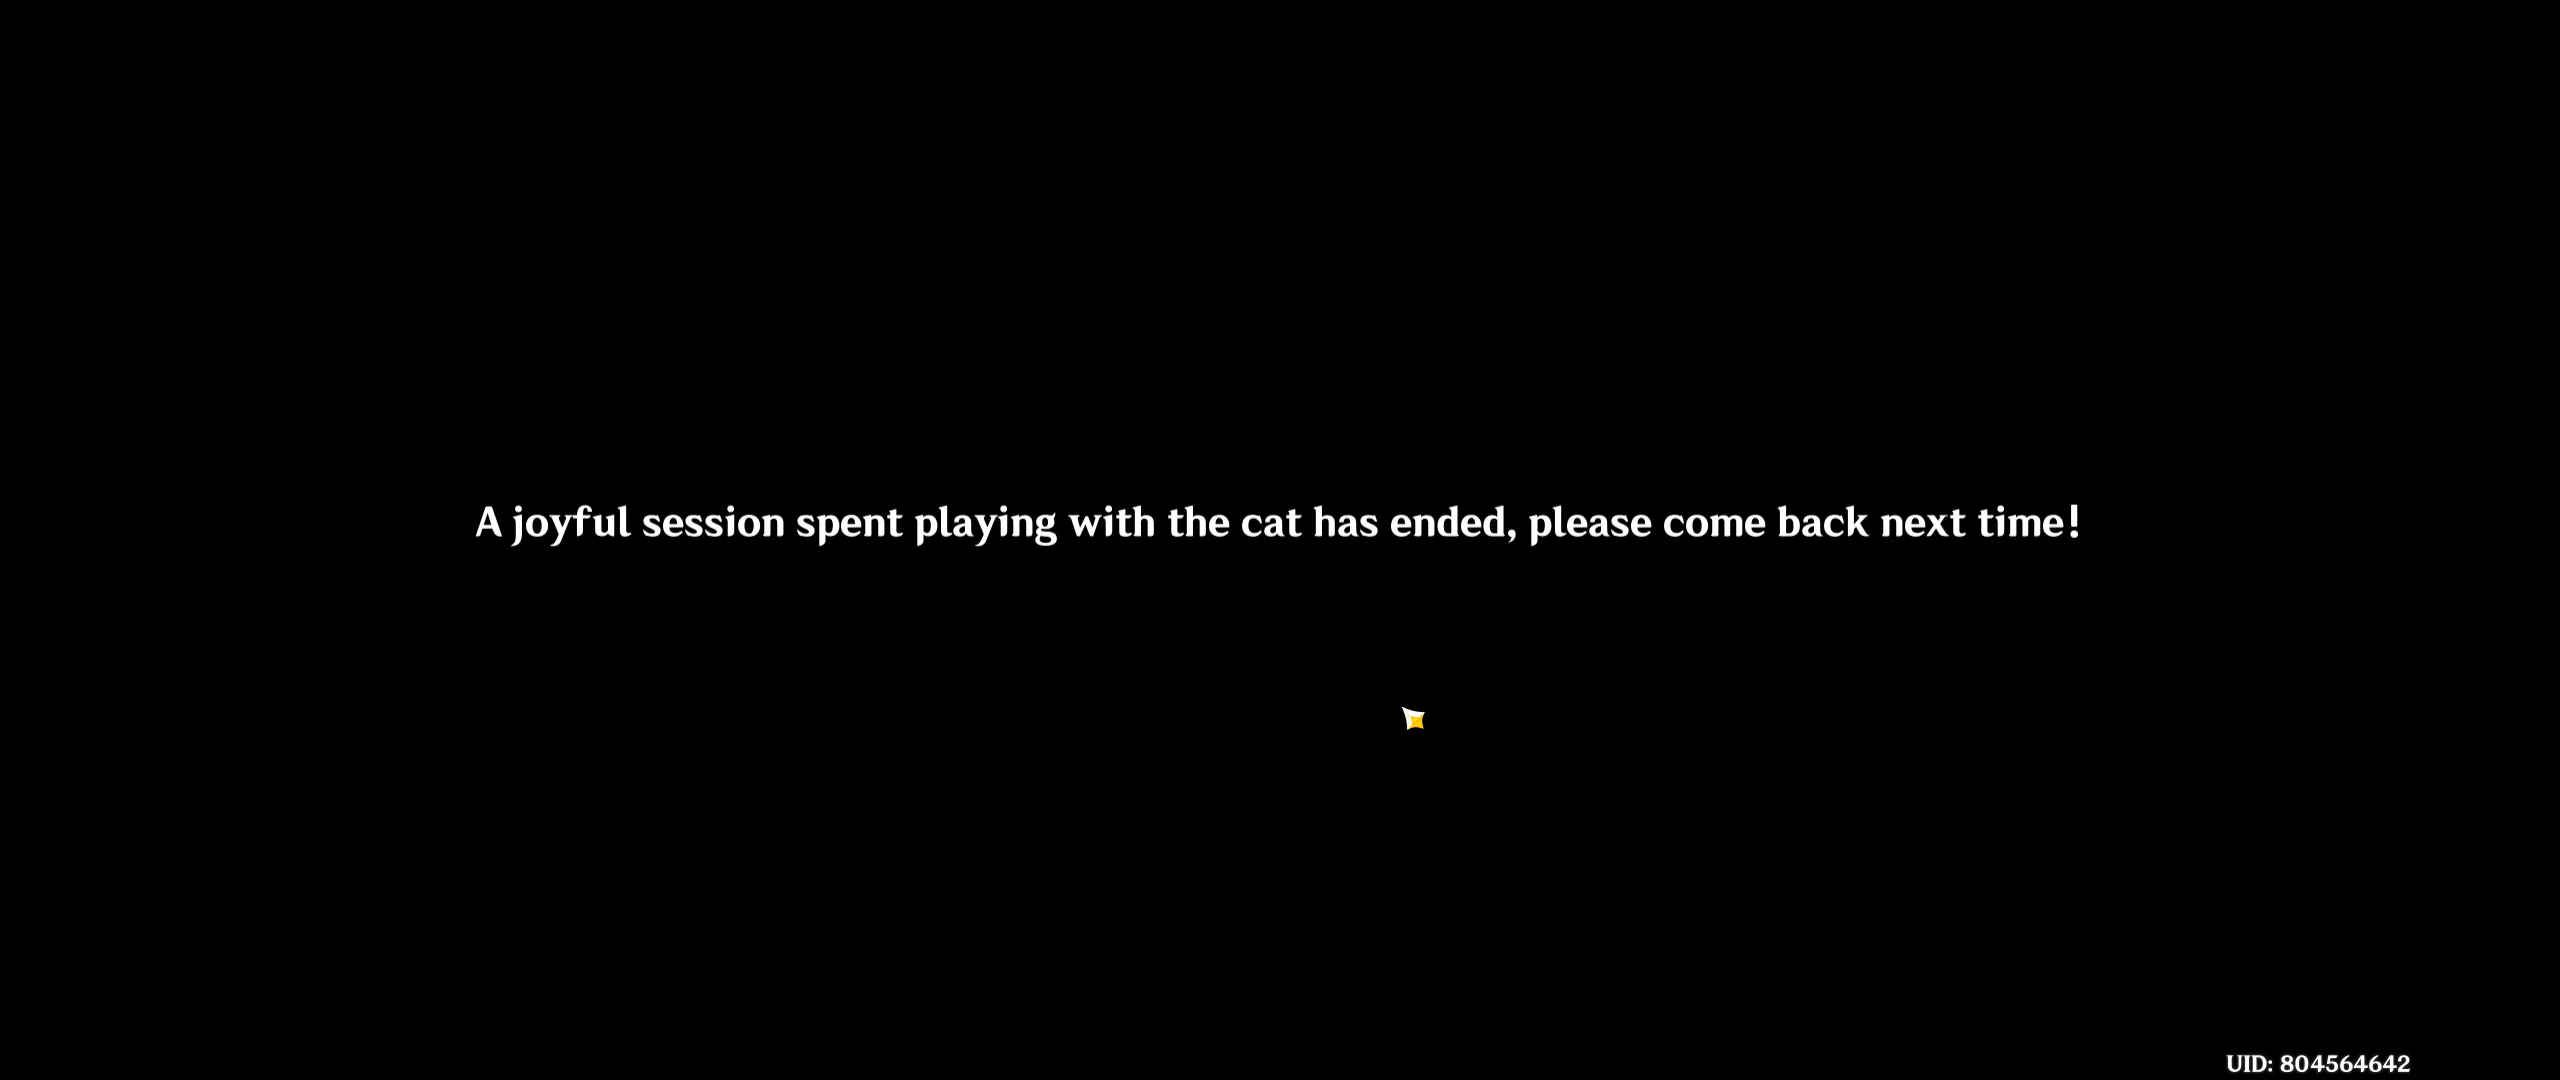 A joyful session spent playing with the cat has ended, please come back next time!
UID: 804564642